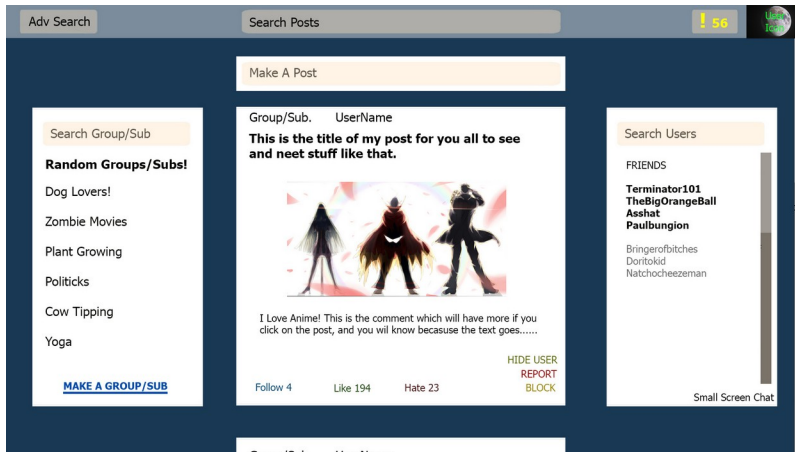 Adv Search
Search Posts
! 56
User
Icon
Make A Post
Search Group/Sub
Random Groups/Subs!
Dog Lovers!
Zombie Movies
Plant Growing
Politicks
Cow Tipping
Yoga
MAKE A GROUP/SUB
Group/Sub. UserName
This is the title of my post for you all to see
and neet stuff like that.
I Love Anime! This is the comment which will have more if you
click on the post, and you wil know becasuse the text goes......
HIDE USER
REPORT
BLOCK
Follow 4 Like 194 Hate 23
Search Users
FRIENDS
Terminator101
TheBigOrangeBall
Asshat
Paulbungion
Bringerofbitches
Doritokid
Natchocheezeman
Small Screen Chat